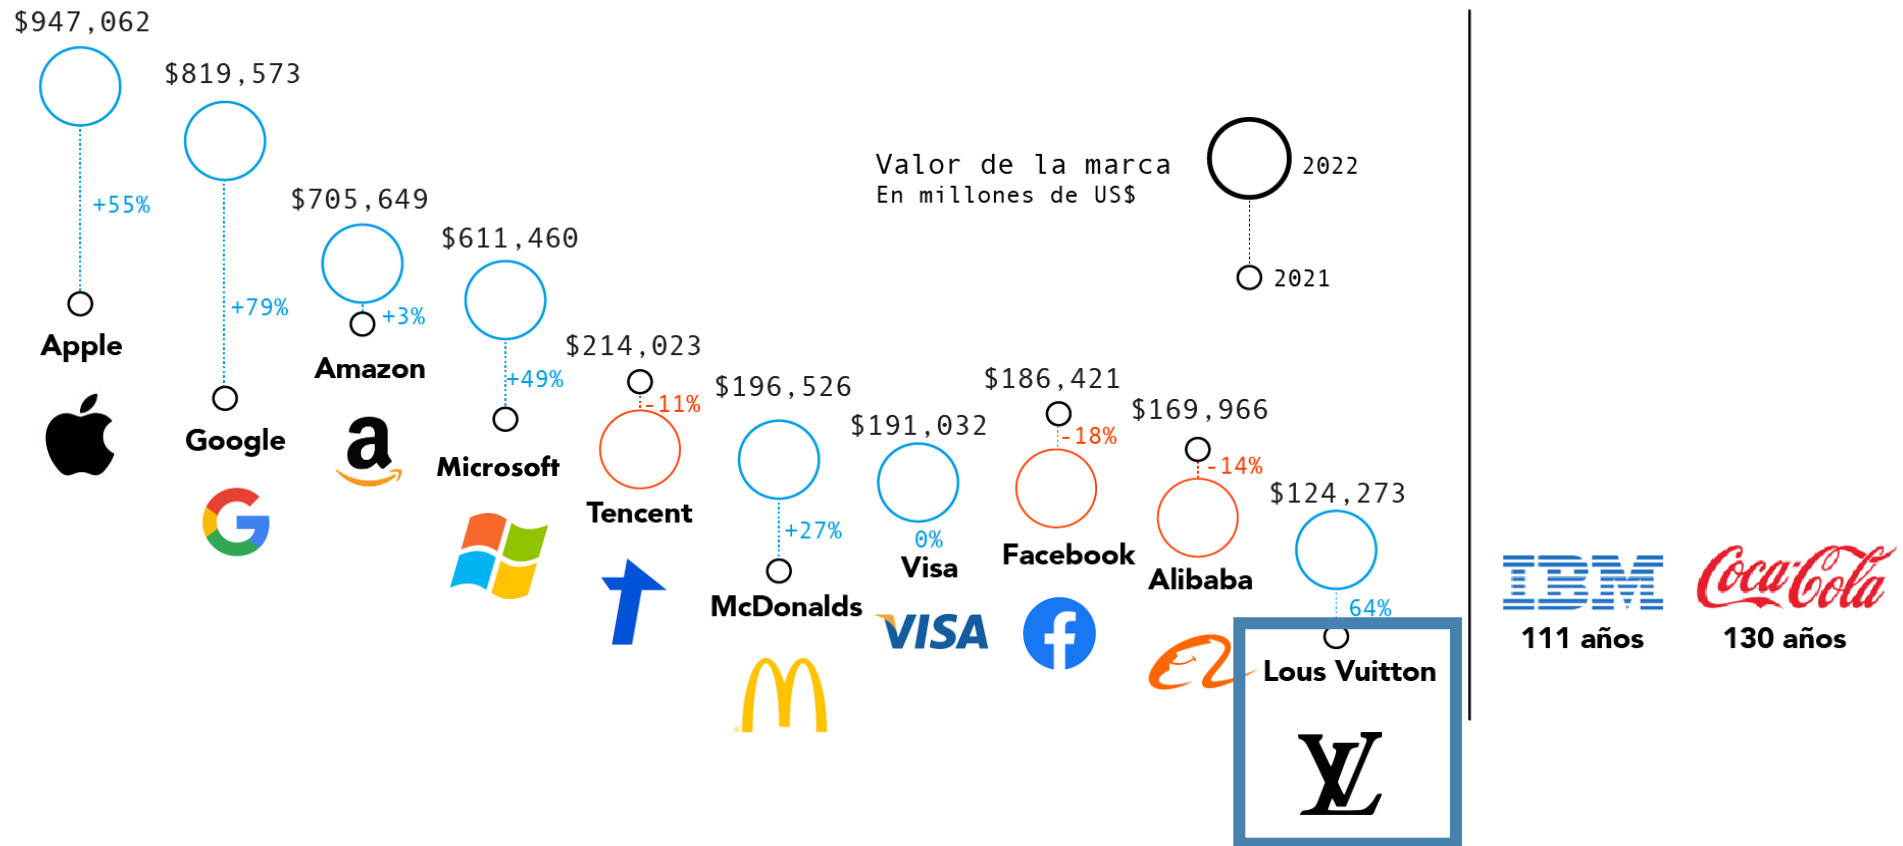 $947,062
+55%
Apple
$819,573
+79%
Google
$705,649
+3%
Amazon
a
$611,460
+49%
Microsoft
$214,023
-11%
Tencent
$196,526
+27%
McDonalds
$191,032
0%
Visa
VISA
$186,421
-18%
Facebook
$169,966
-14%
Alibaba
$124,273
64%
Lous Vuitton
LV
Valor de la marca
En millones de US$
2022
2021
IBM
111 años
Coca-Cola
130 años